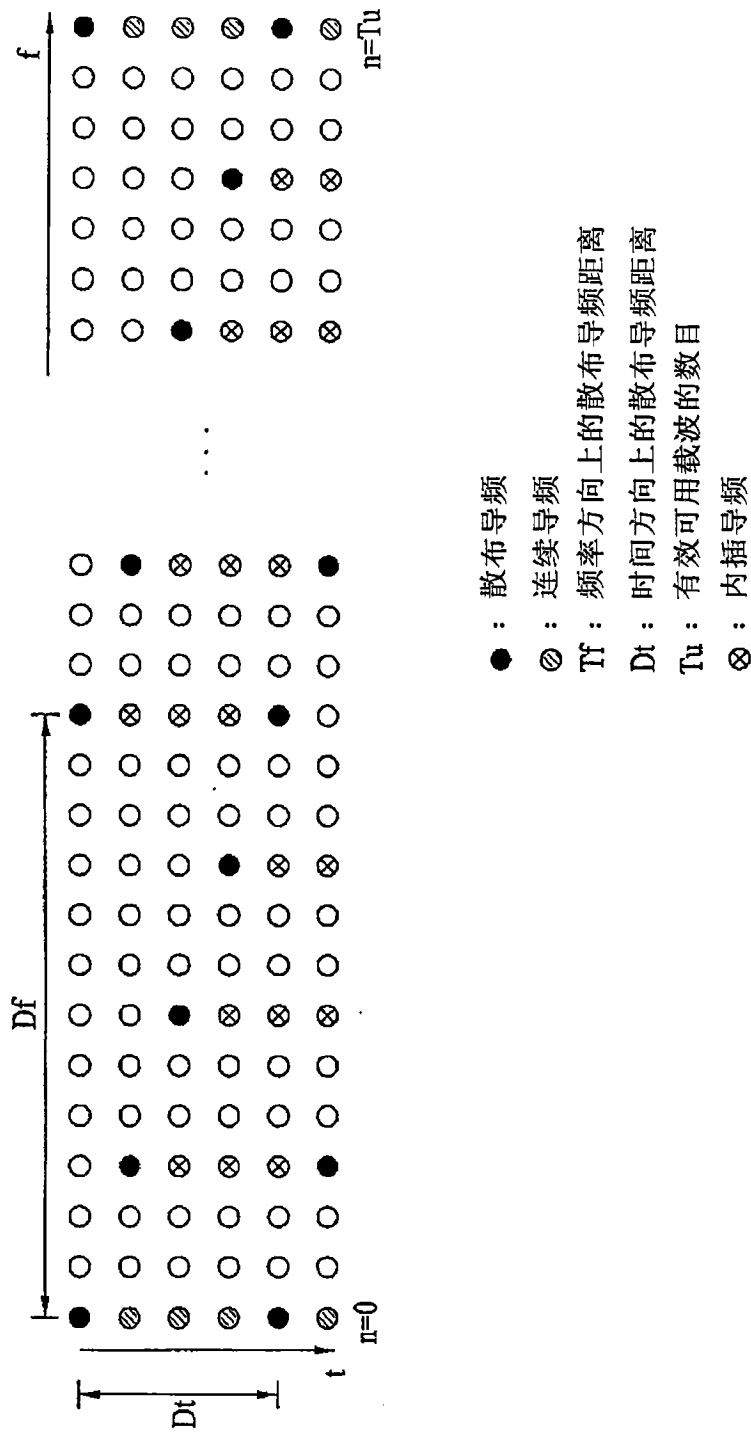 f
Df
Dt
t
n=0
n=Tu
● : 散布导频
◍ : 连续导频
Tf : 频率方向上的散布导频距离
Dt : 时间方向上的散布导频距离
Tu : 有效可用载波的数目
⊗ : 内插导频